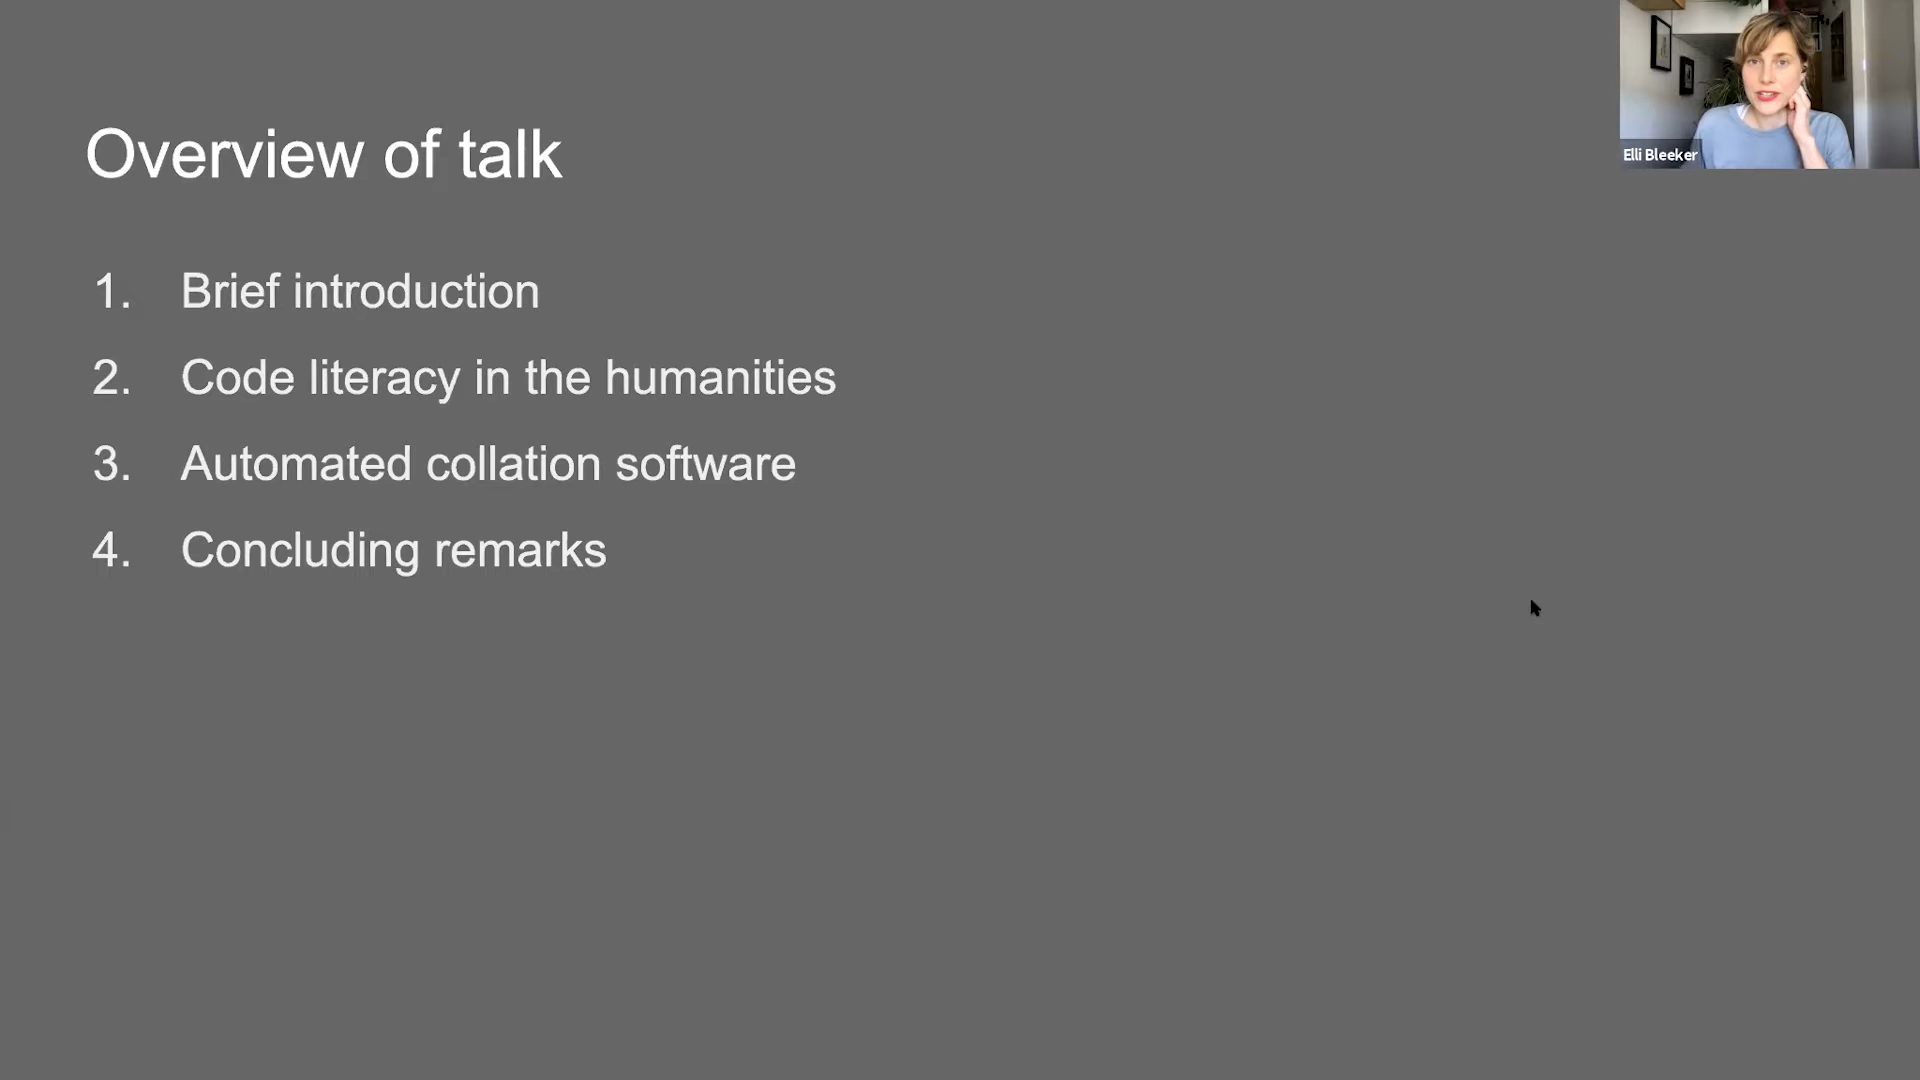 Overview of talk
1. Brief introduction
2. Code literacy in the humanities
3. Automated collation software
4. Concluding remarks
Elli Bleeker